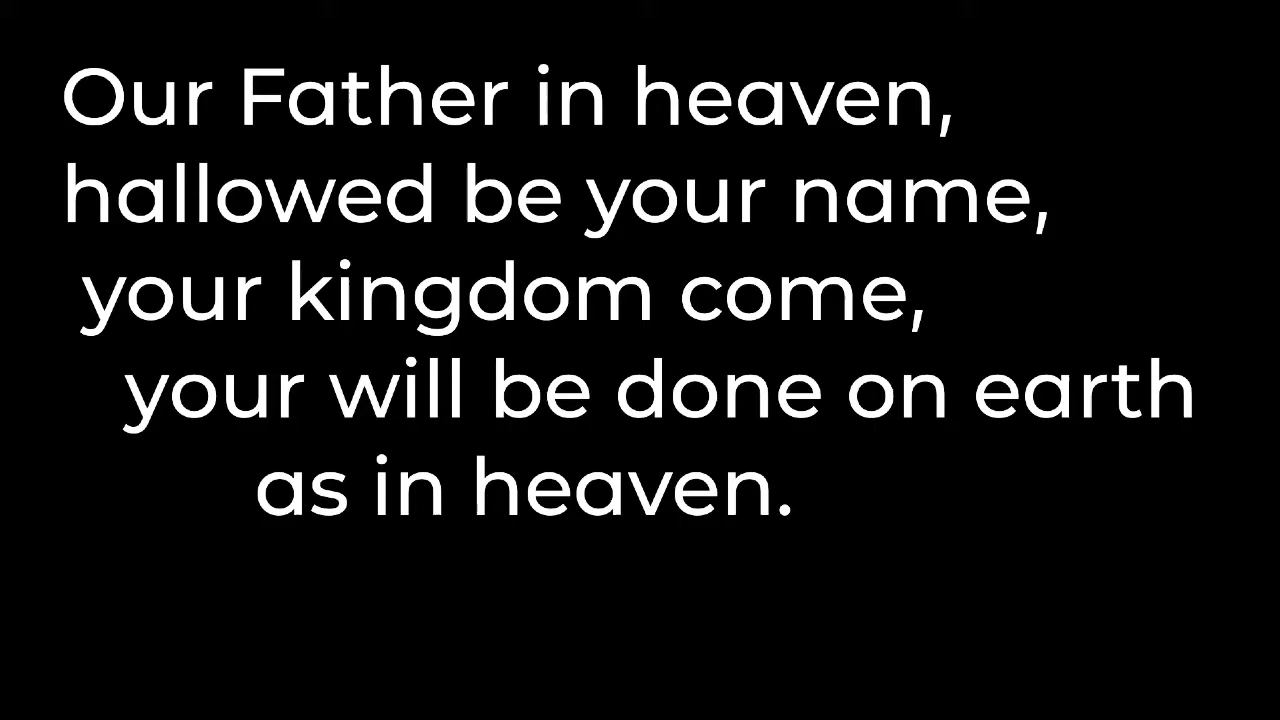 Our Father in heaven,
hallowed be your name,
your kingdom come,
your will be done on earth
as in heaven.